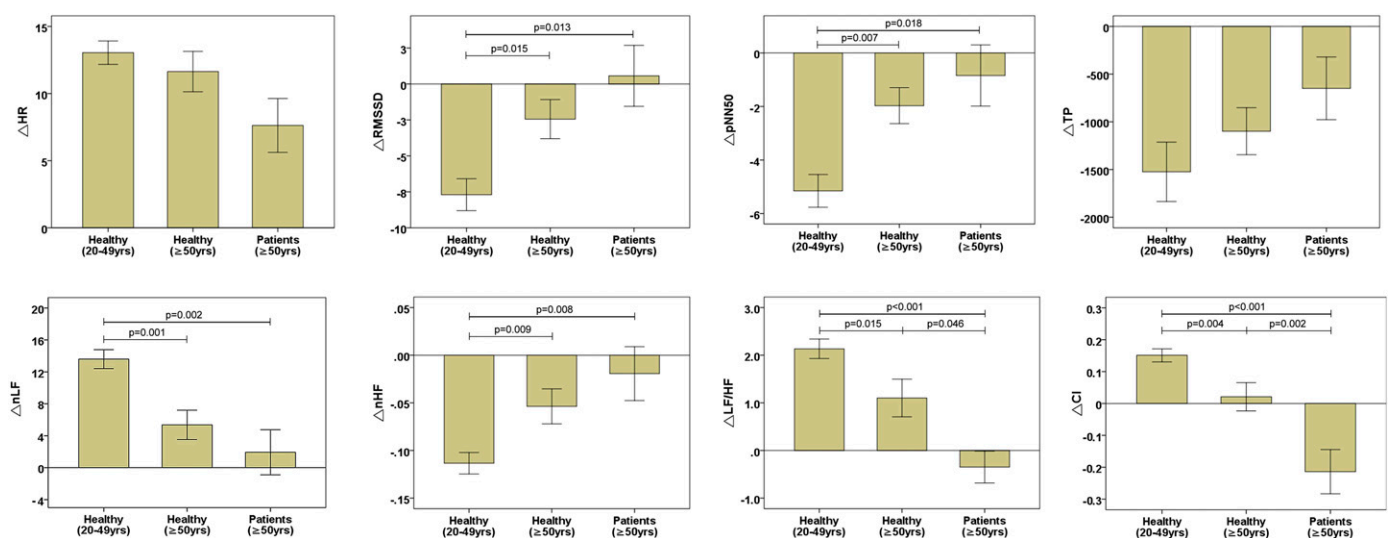 △HR
15
10
5
0
Healthy (20-49yrs)
Healthy (≥50yrs)
Patients (≥50yrs)
△RMSSD
3
0
-3
-5
-8
-10
p=0.013
p=0.015
Healthy (20-49yrs)
Healthy (≥50yrs)
Patients (≥50yrs)
△pNN50
0
-2
-4
-6
p=0.018
p=0.007
Healthy (20-49yrs)
Healthy (≥50yrs)
Patients (≥50yrs)
△TP
0
-500
-1000
-1500
-2000
Healthy (20-49yrs)
Healthy (≥50yrs)
Patients (≥50yrs)
△nLF
20
16
12
8
4
0
-4
p=0.002
p=0.001
Healthy (20-49yrs)
Healthy (≥50yrs)
Patients (≥50yrs)
△nHF
.05
.00
-.05
-.10
-.15
p=0.008
p=0.009
Healthy (20-49yrs)
Healthy (≥50yrs)
Patients (≥50yrs)
△LF/HF
3.0
2.0
1.0
.0
-1.0
p<0.001
p=0.015
p=0.046
Healthy (20-49yrs)
Healthy (≥50yrs)
Patients (≥50yrs)
△CI
0.3
0.2
0.1
0
-0.1
-0.2
-0.3
p<0.001
p=0.004
p=0.002
Healthy (20-49yrs)
Healthy (≥50yrs)
Patients (≥50yrs)